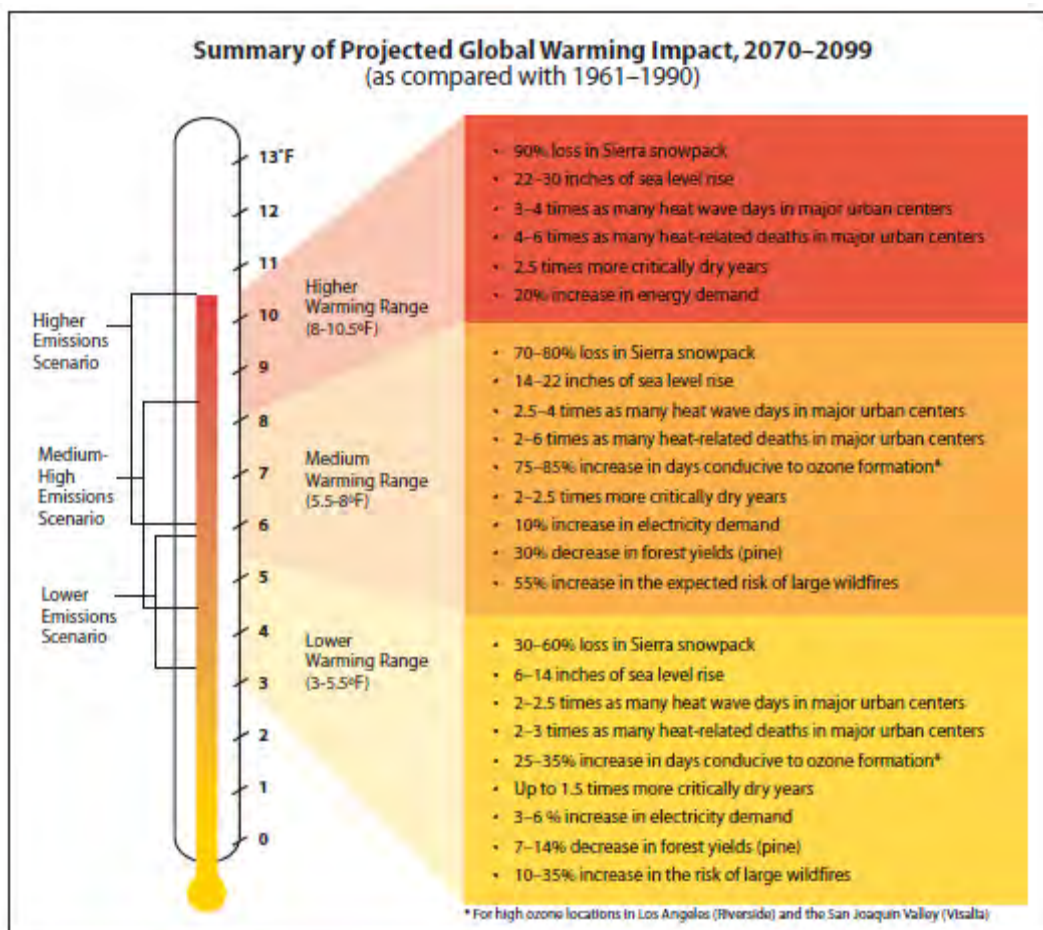 Summary of Projected Global Warming Impact, 2070–2099
(as compared with 1961–1990)
13°F
12
11
10
9
8
7
6
5
4
3
2
1
0
Higher
Emissions
Scenario
Medium-
High
Emissions
Scenario
Lower
Emissions
Scenario
Higher
Warming Range
(8-10.5ºF)
Medium
Warming Range
(5.5-8ºF)
Lower
Warming Range
(3-5.5ºF)
• 90% loss in Sierra snowpack
• 22–30 inches of sea level rise
• 3–4 times as many heat wave days in major urban centers
• 4–6 times as many heat-related deaths in major urban centers
• 2.5 times more critically dry years
• 20% increase in energy demand
• 70–80% loss in Sierra snowpack
• 14–22 inches of sea level rise
• 2.5–4 times as many heat wave days in major urban centers
• 2–6 times as many heat-related deaths in major urban centers
• 75–85% increase in days conducive to ozone formation*
• 2–2.5 times more critically dry years
• 10% increase in electricity demand
• 30% decrease in forest yields (pine)
• 55% increase in the expected risk of large wildfires
• 30–60% loss in Sierra snowpack
• 6–14 inches of sea level rise
• 2–2.5 times as many heat wave days in major urban centers
• 2–3 times as many heat-related deaths in major urban centers
• 25–35% increase in days conducive to ozone formation*
• Up to 1.5 times more critically dry years
• 3–6 % increase in electricity demand
• 7–14% decrease in forest yields (pine)
• 10–35% increase in the risk of large wildfires
* For high ozone locations in Los Angeles (Riverside) and the San Joaquin Valley (Visalia)